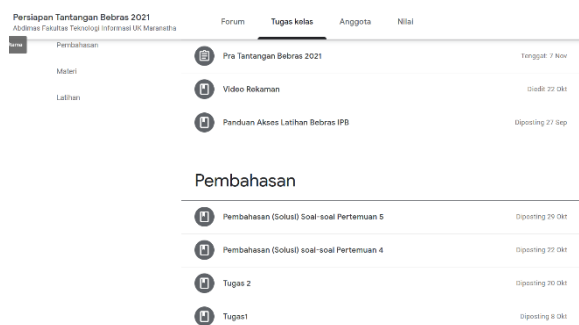 Persiapan Tantangan Bebras 2021
Abdimas Fakultas Teknologi Informasi UK Maranatha
Forum
Tugas kelas
Anggota
Nilai
Pembahasan
Materi
Latihan
Pra Tantangan Bebras 2021
Tenggat: 7 Nov
Video Rekaman
Diedit 22 Okt
Panduan Akses Latihan Bebras IPB
Diposting 27 Sep
Pembahasan
Pembahasan (Solusi) Soal-soal Pertemuan 5
Diposting 29 Okt
Pembahasan (Solusi) soal-soal Pertemuan 4
Diposting 22 Okt
Tugas 2
Diposting 20 Okt
Tugas1
Diposting 8 Okt